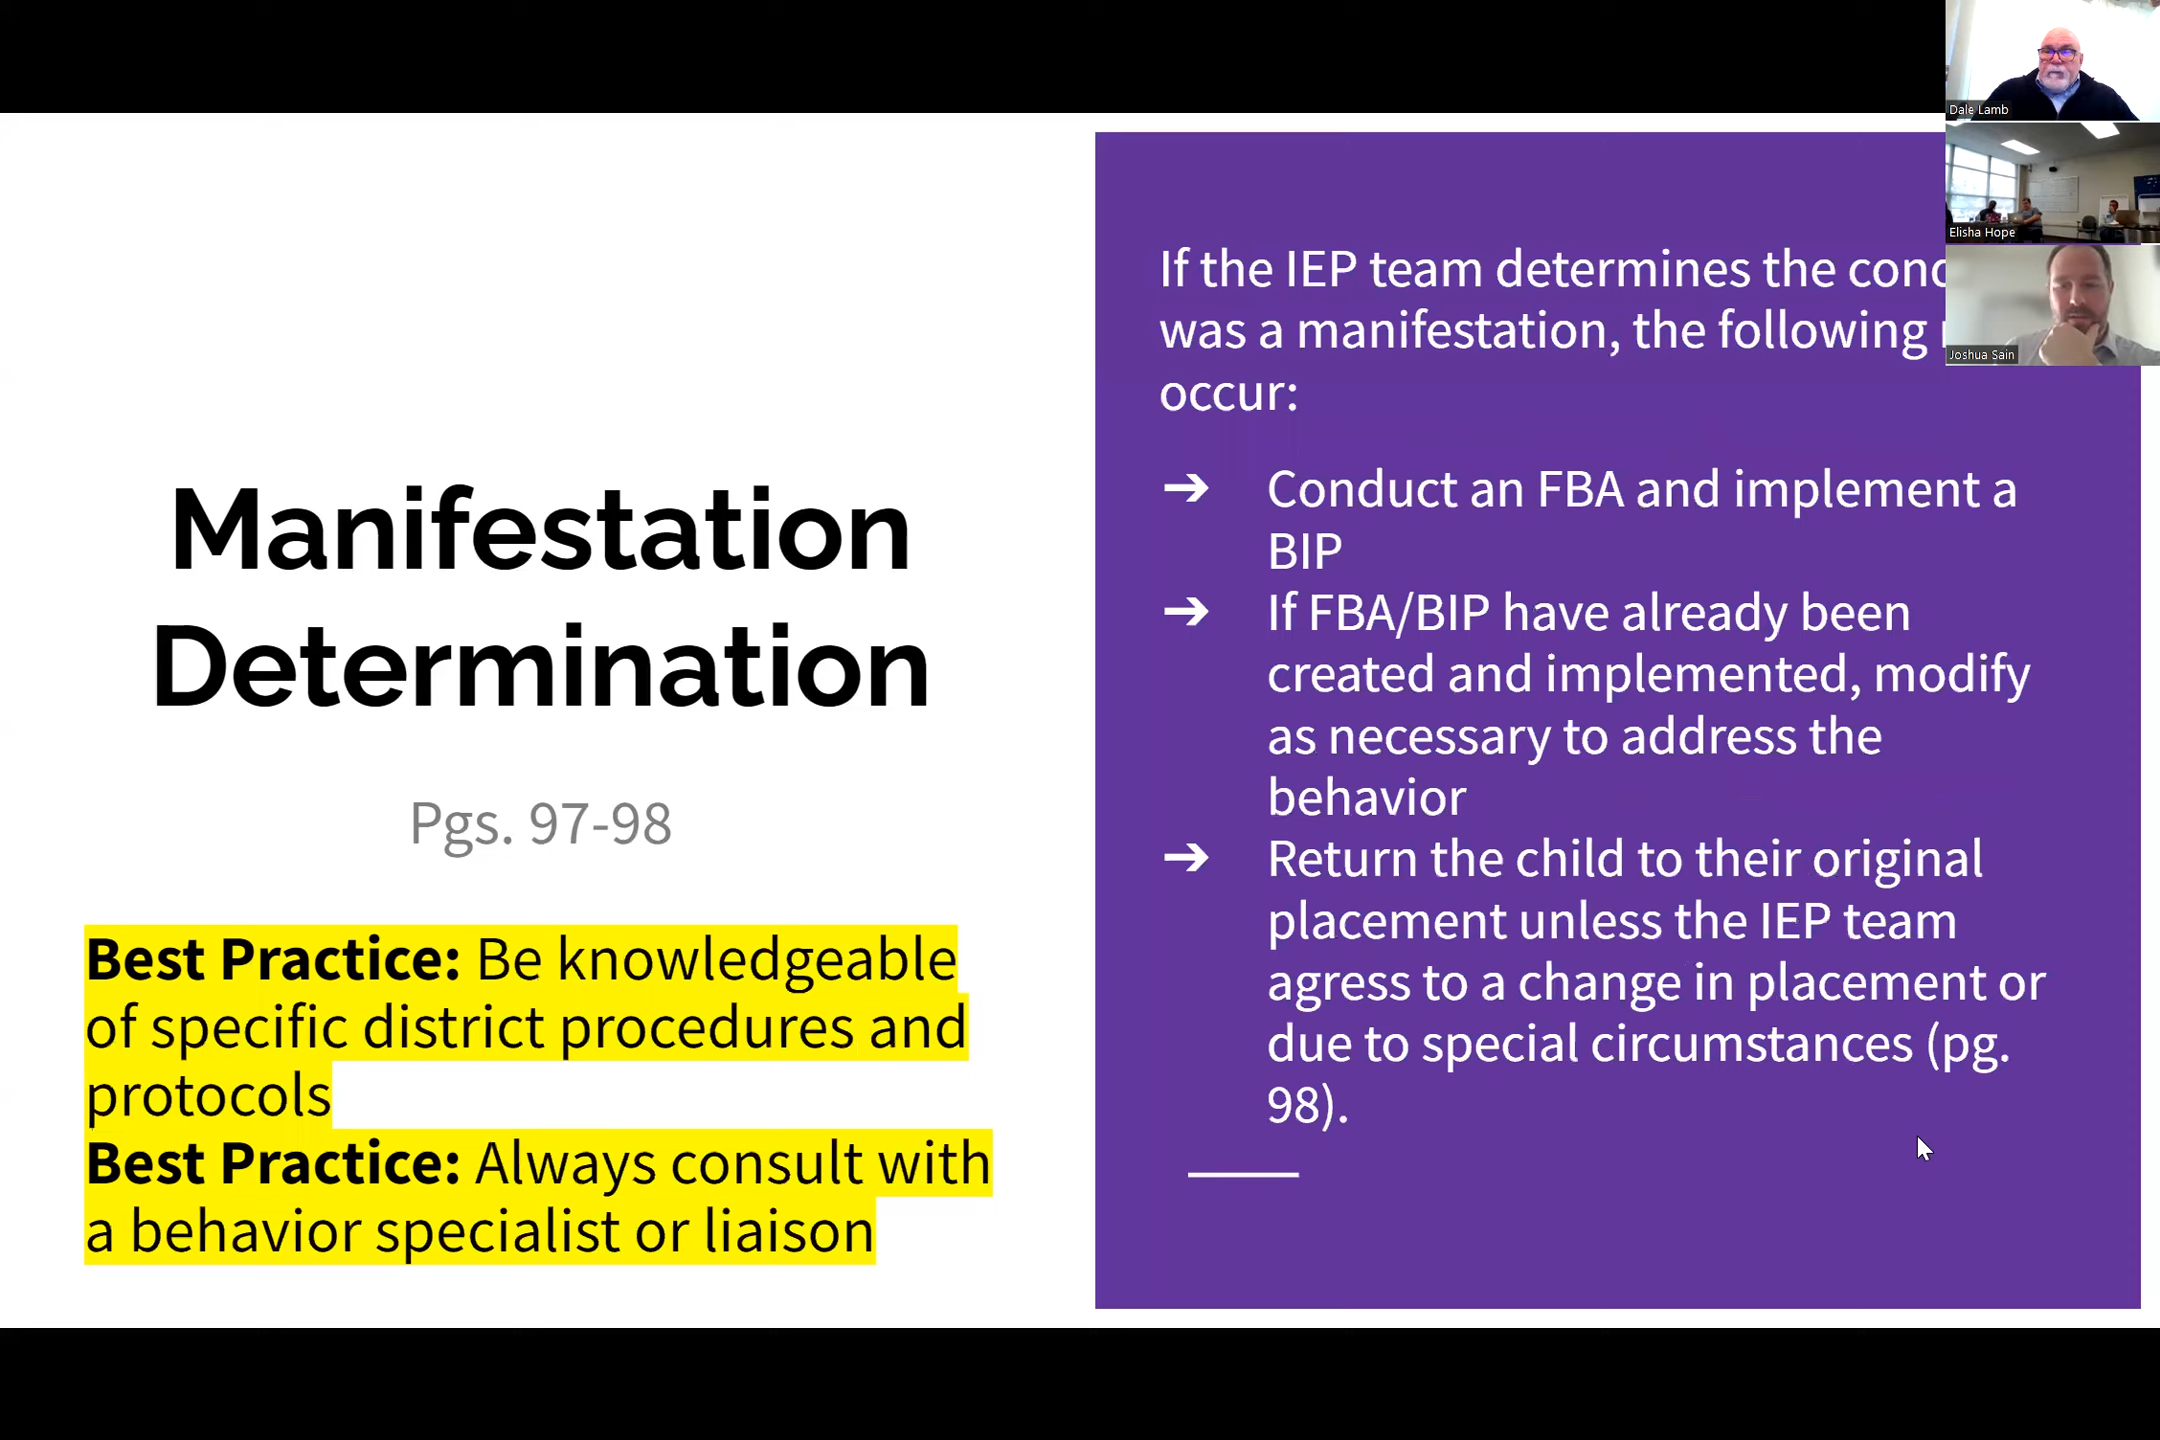 Manifestation
Determination
Pgs. 97-98
Best Practice: Be knowledgeable
of specific district procedures and
protocols
Best Practice: Always consult with
a behavior specialist or liaison
If the IEP team determines the
was a manifestation, the following
occur:
➔ Conduct an FBA and implement a
BIP
➔ If FBA/BIP have already been
created and implemented, modify
as necessary to address the
behavior
➔ Return the child to their original
placement unless the IEP team
agress to a change in placement or
due to special circumstances (pg.
98).
Dale Lamb
Elisha Hope
Joshua Sain